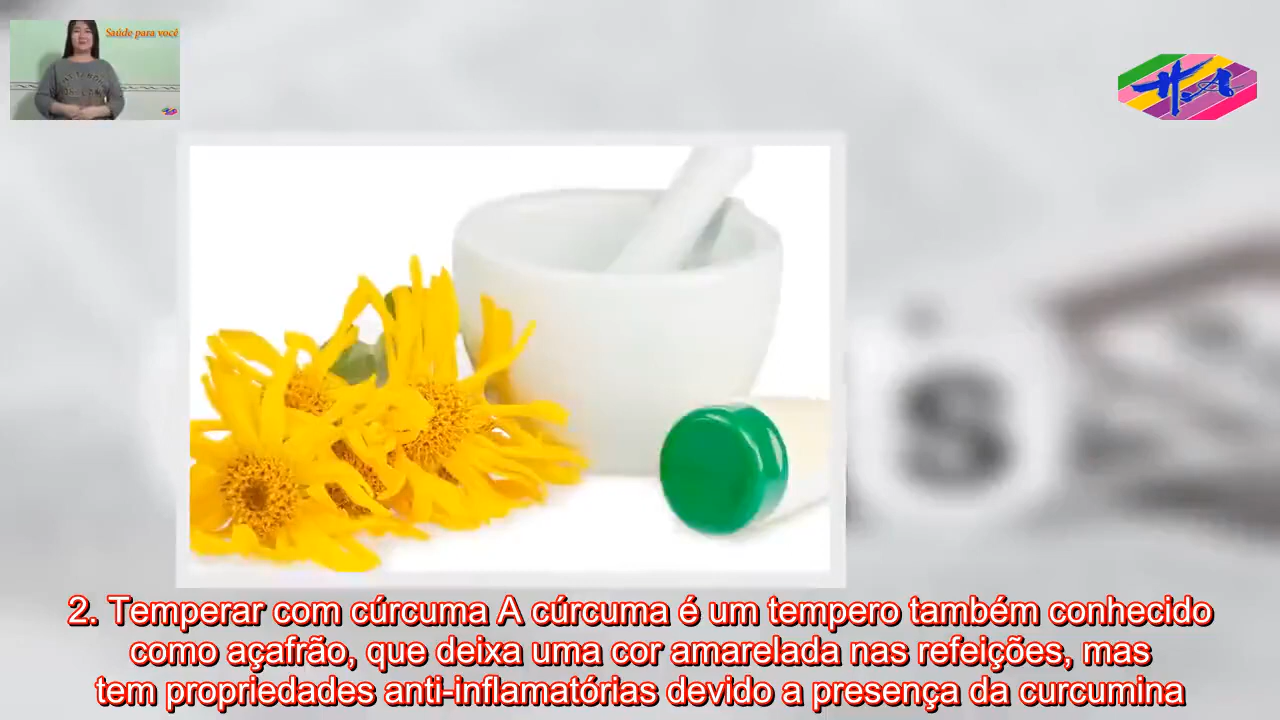 Saúde para você
H.A
S
2. Temperar com cúrcuma A cúrcuma é um tempero também conhecido
como açafrão, que deixa uma cor amarelada nas refeições, mas
tem propriedades anti-inflamatórias devido a presença da curcumina